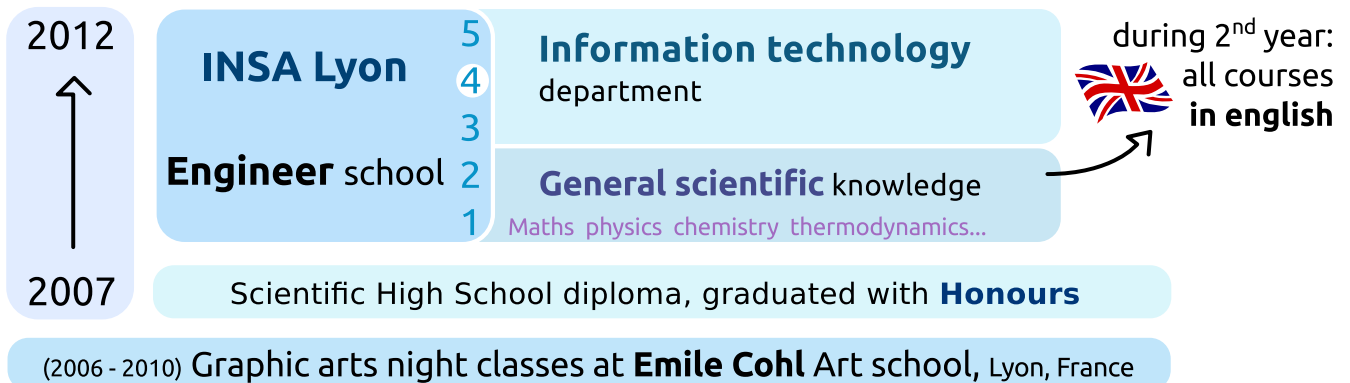 2012
2007
INSA Lyon
Engineer school
5
4
3
2
1
Information technology
department
General scientific knowledge
Maths physics chemistry thermodynamics...
during 2nd year:
all courses
in english
Scientific High School diploma, graduated with Honours
(2006 - 2010) Graphic arts night classes at Emile Cohl Art school, Lyon, France